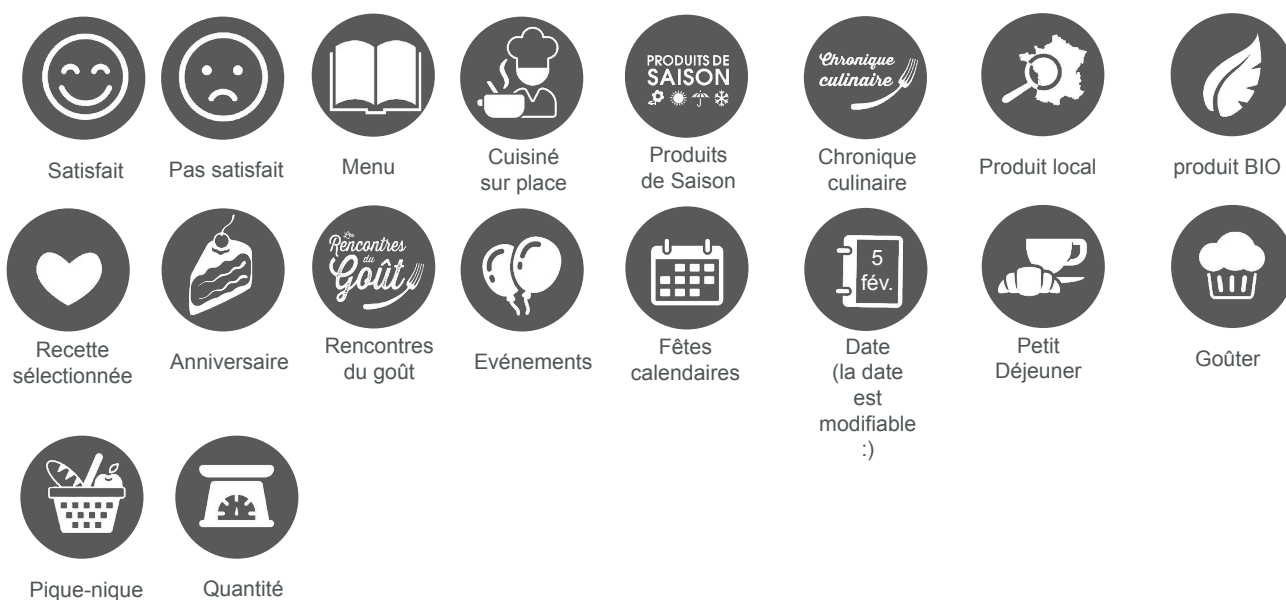 PRODUITS DE
SAISON
Chronique
culinaire
Satisfait
Pas satisfait
Menu
Cuisiné
sur place
Produits
de Saison
Chronique
culinaire
Produit local
produit BIO
Les
Rencontres
du
Goût
5
fév.
Recette
sélectionnée
Anniversaire
Rencontres
du goût
Evénements
Fêtes
calendaires
Date
(la date
est
modifiable
:)
Petit
Déjeuner
Goûter
Pique-nique
Quantité